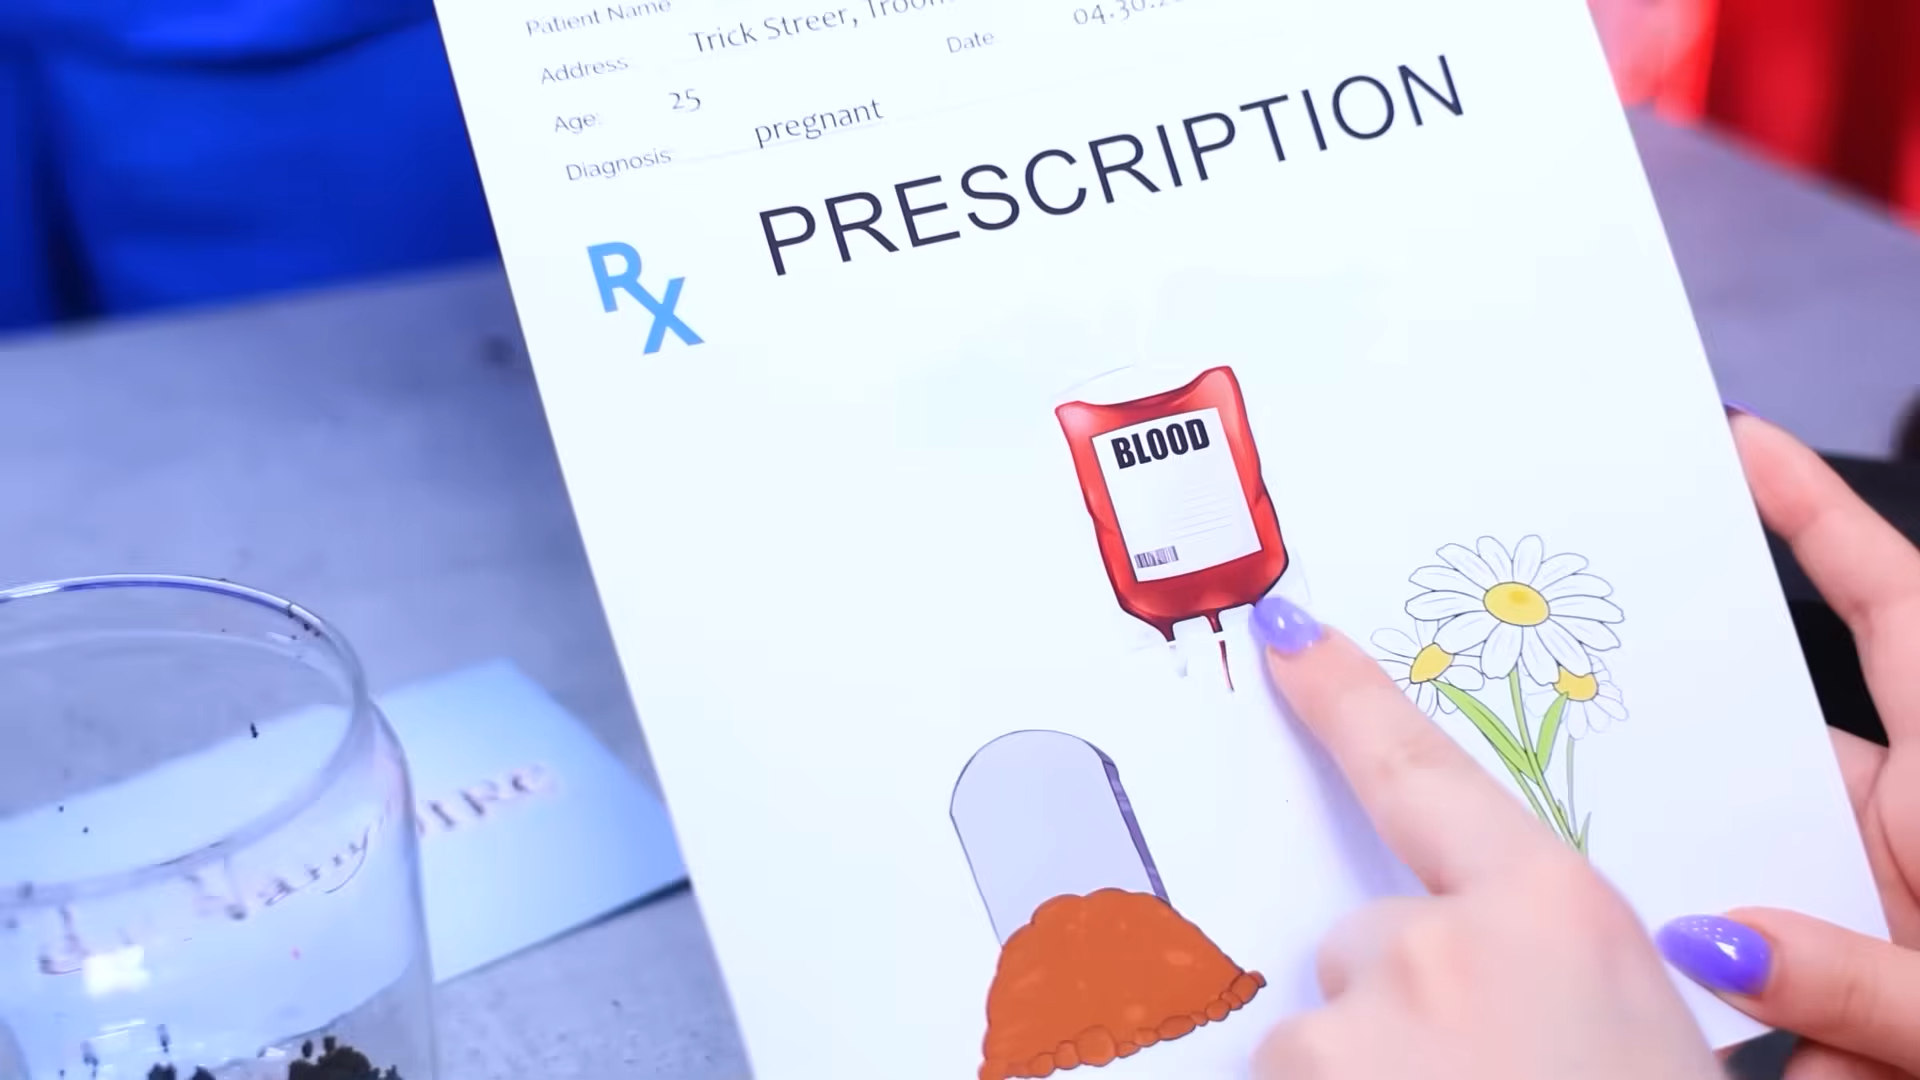 Patient Name
Address Trick Streer,
Date
Age: 25
Diagnosis pregnant
Rx PRESCRIPTION
BLOOD